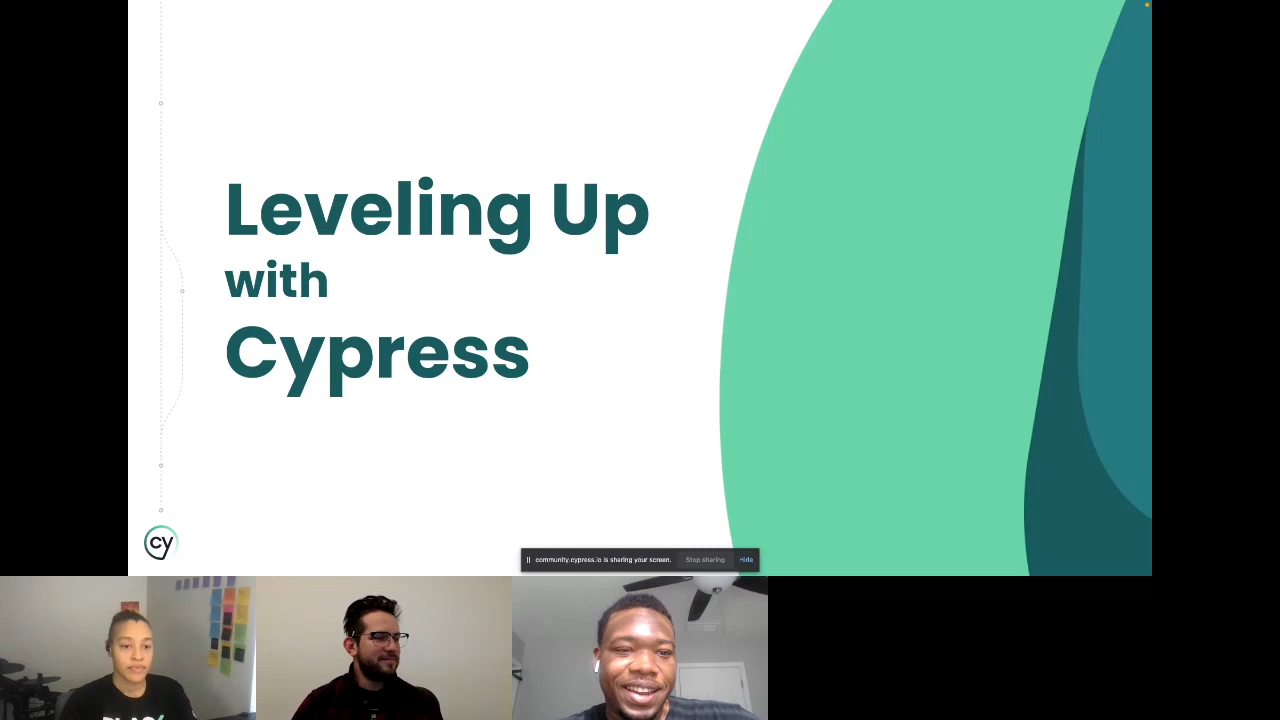 Leveling Up
with
Cypress
cy
community.cypress.io is sharing your screen. Stop sharing Hide